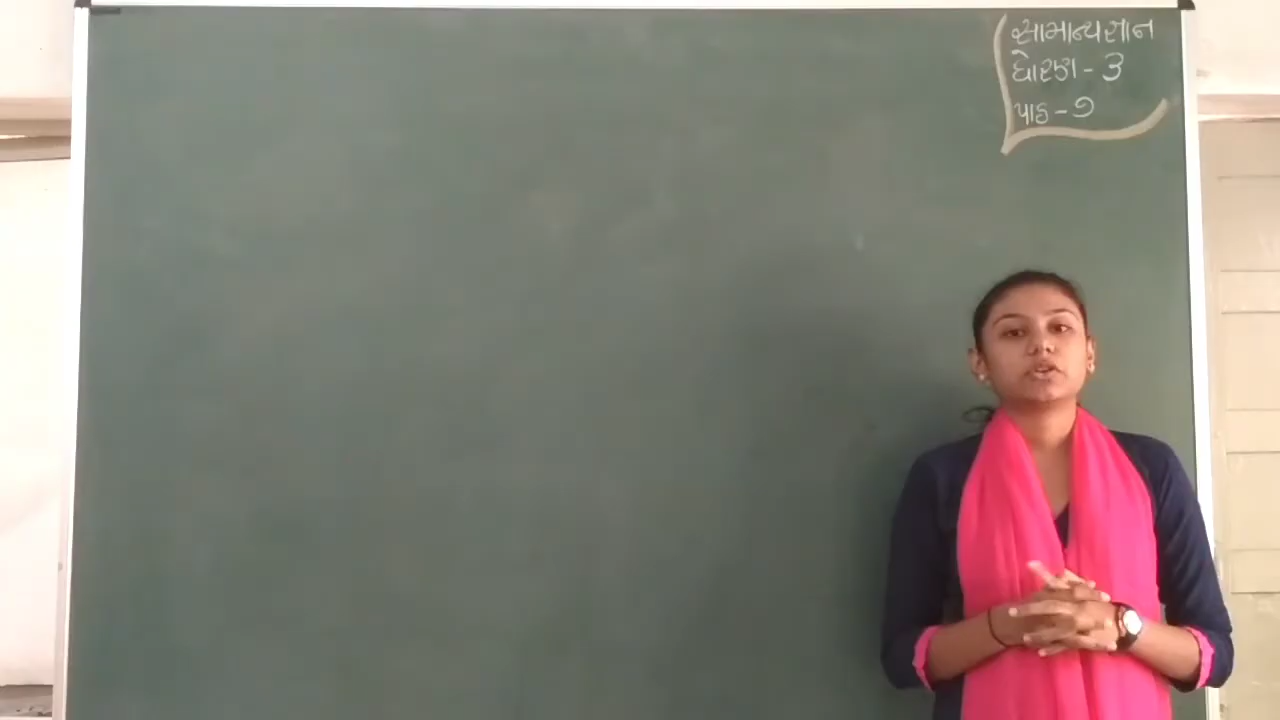 સામાન્યજ્ઞાન
ધોરણ - 3
પાઠ - ૭